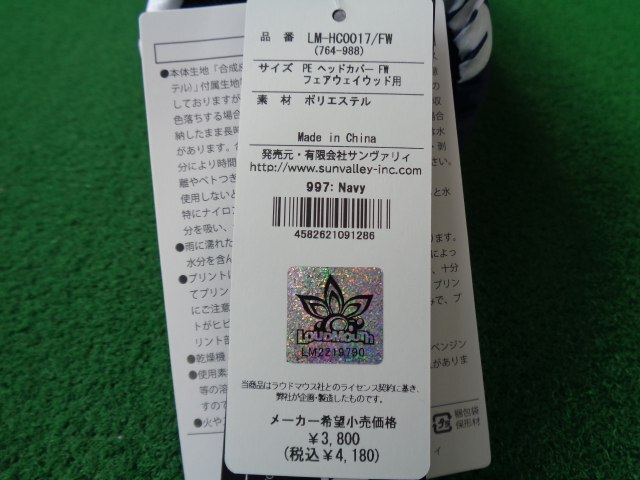 品 番 LM-HC0017/FW
(764-988)
サイズ PE ヘッドカバー FW
フェアウェイウッド用
素 材 ポリエステル
Made in China
発売元・有限会社サンヴァリィ
http://www.sunvalley-inc.com
997: Navy
4582621091286
LOUDMOUTH
LM2219790
当商品はラウドマウス社とのライセンス契約に基き、
弊社が企画・製造したものです。
メーカー希望小売価格
¥3,800
(税込¥4,180)
●本体生地「合成皮
テル)」付属生地
しておりますが
色落ちする場合
納したまま長時
があります。
分により時間
離やベトつき
使用しないと
特にナイロン
分を吸い、
●雨に濡れた
水分を含ん
●プリントに
てプリン
にご注意
トがヒビ
リント部
●乾燥機
●使用素
等の溶
すので
●火や
梱包袋
保形材